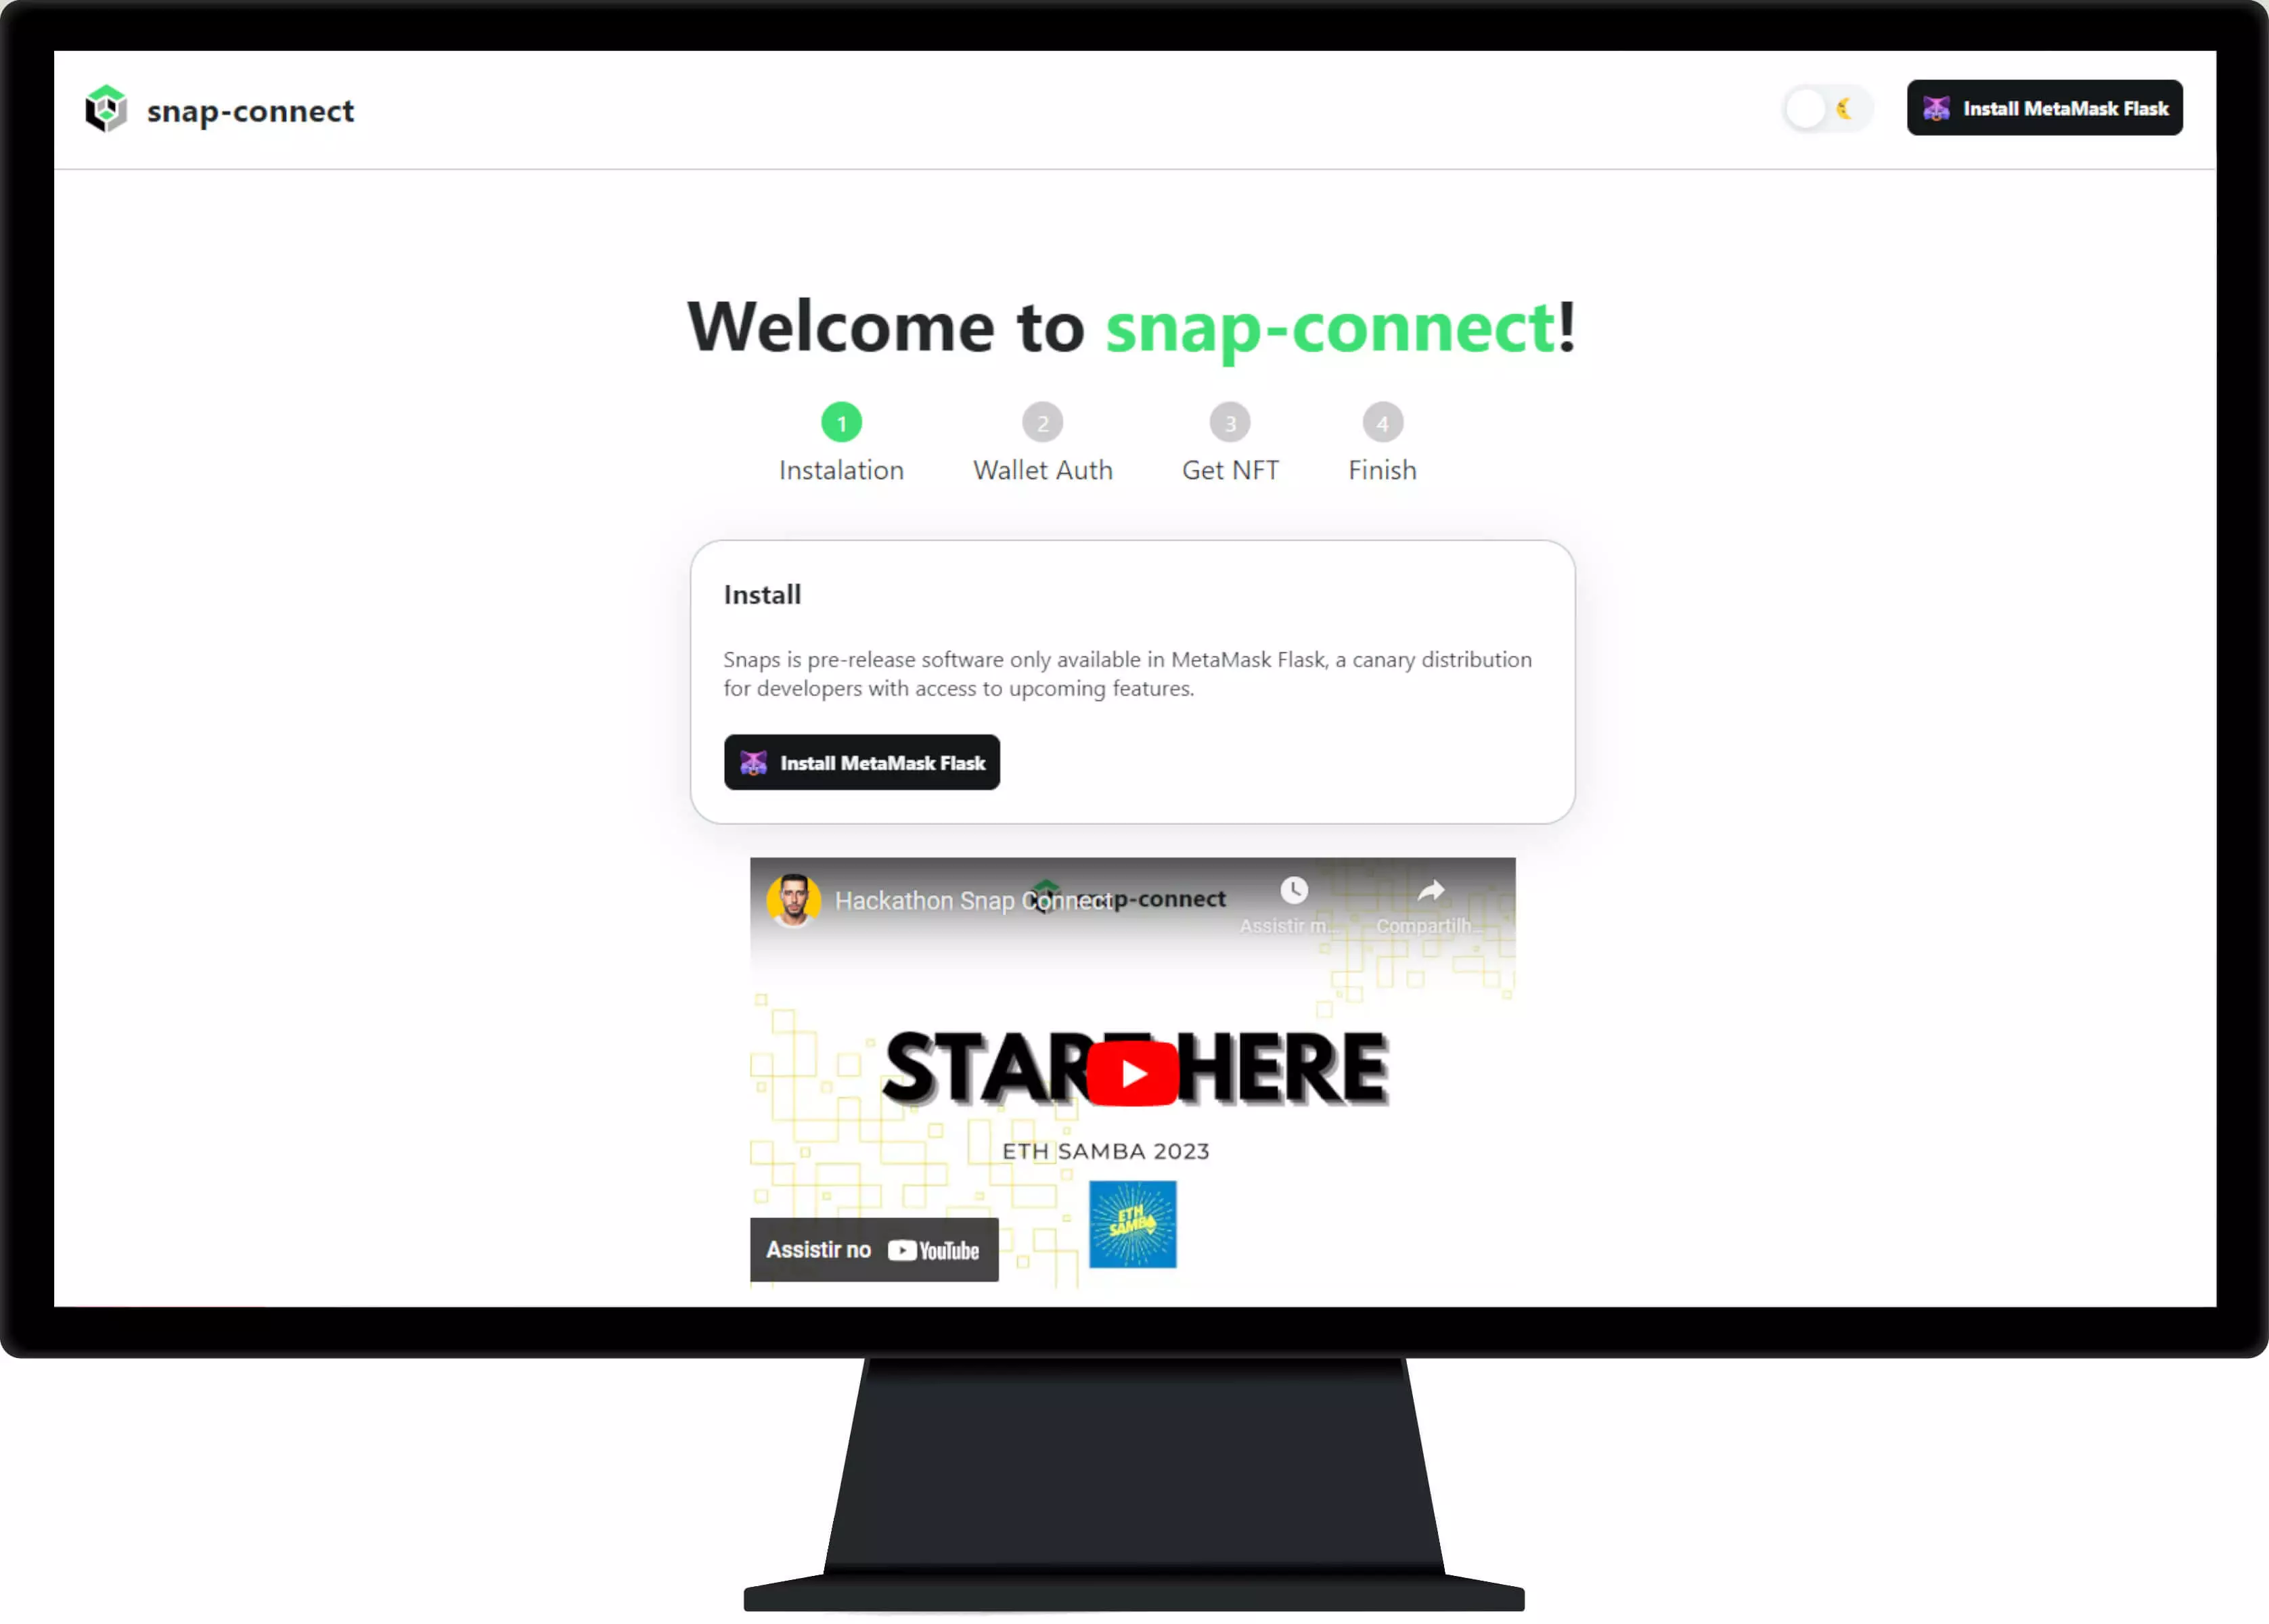 snap-connect
Install MetaMask Flask
Welcome to snap-connect!
1 2 3 4
Instalation Wallet Auth Get NFT Finish
Install
Snaps is pre-release software only available in MetaMask Flask, a canary distribution
for developers with access to upcoming features.
Install MetaMask Flask
Hackathon Snap Connect
snap-connect
Assistir m...
Compartilh...
START HERE
ETH SAMBA 2023
ETH
SAMBA
Assistir no YouTube